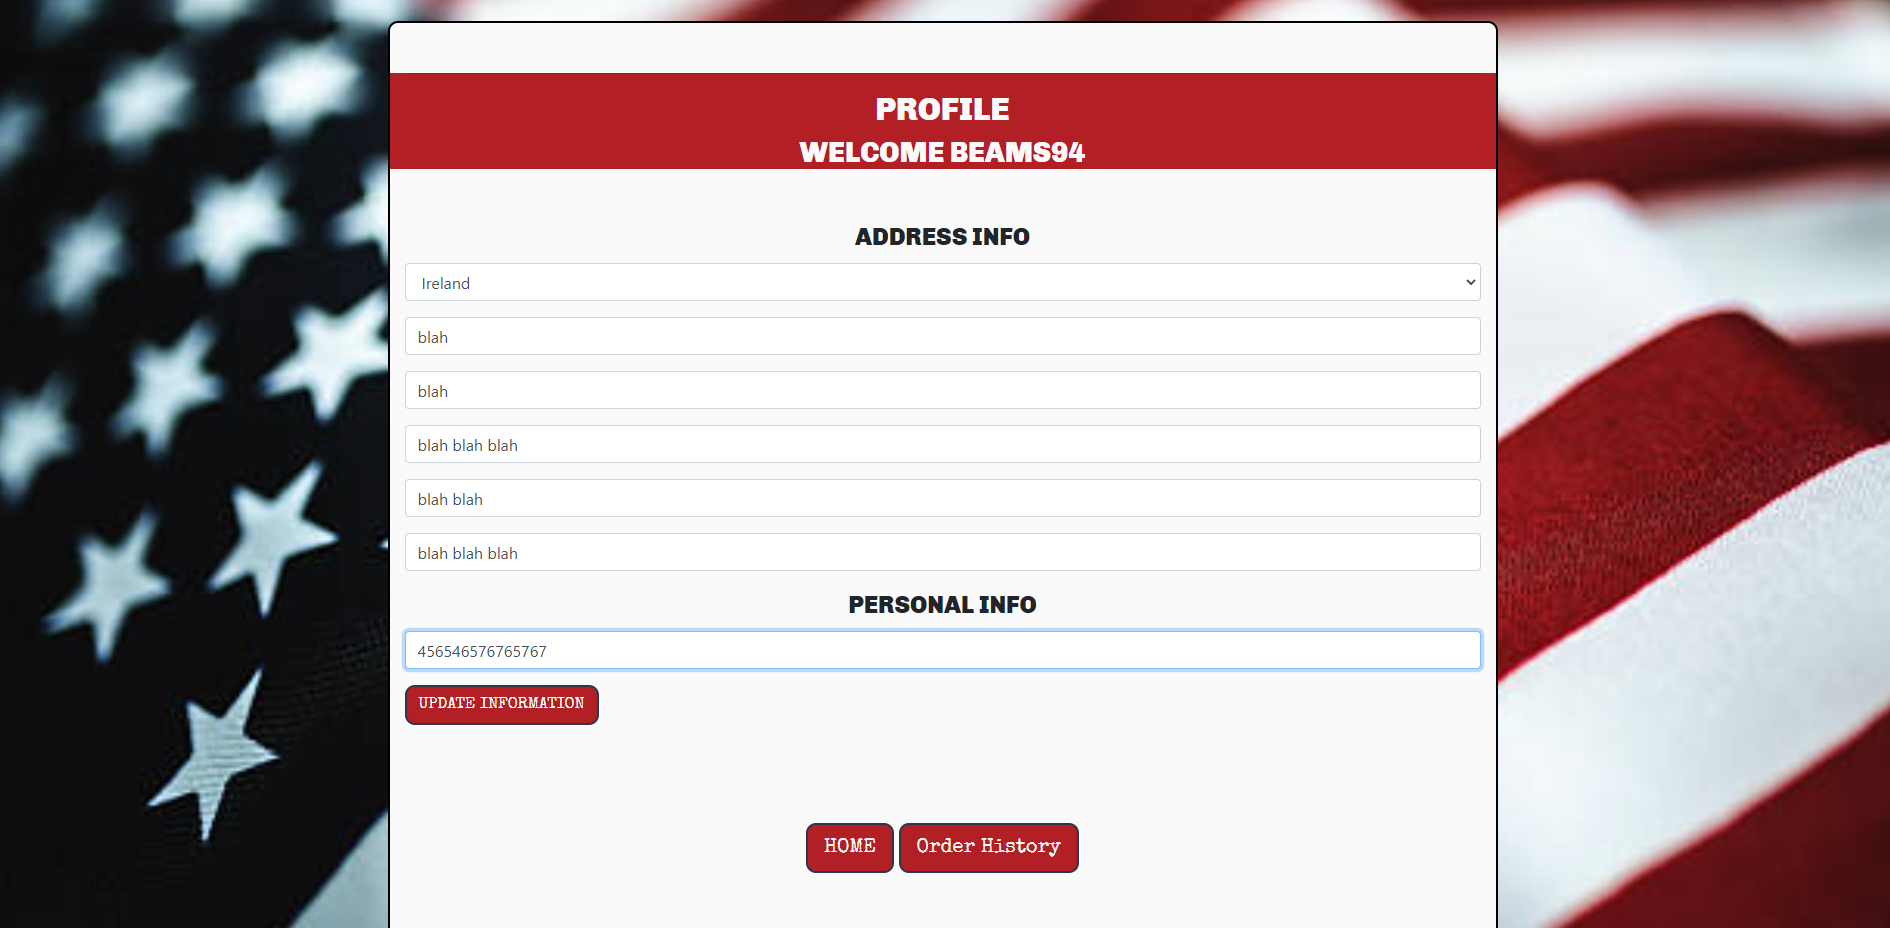 PROFILE
WELCOME BEAMS94
ADDRESS INFO
Ireland
blah
blah
blah blah blah
blah blah
blah blah blah
PERSONAL INFO
456546576765767
UPDATE INFORMATION
HOME Order History